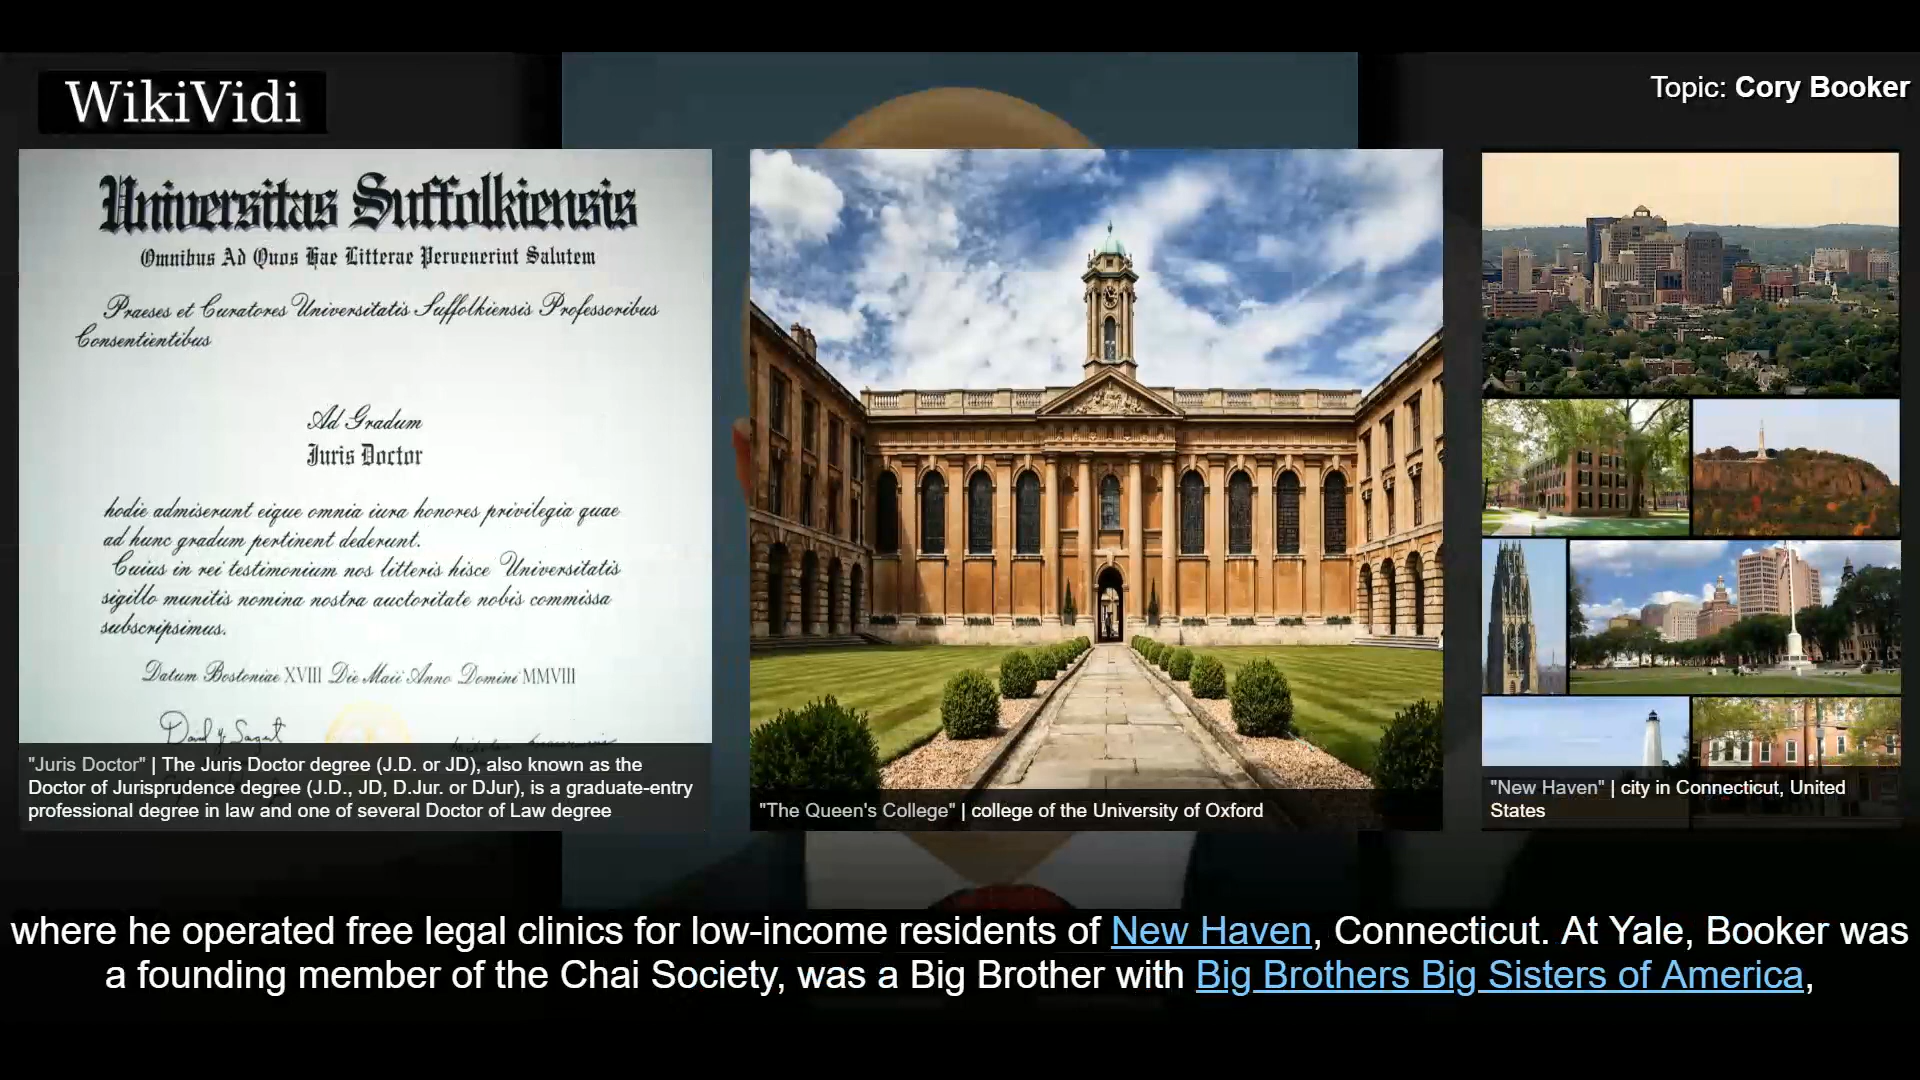 WikiVidi
Topic: Cory Booker
Universitas Suffolkiensis
Omnibus Ad Quos Hae Litterae Pervenerint Salutem
Praeses et Curatores Universitatis Suffolkiensis Professoribus
Consentientibus
Ad Gradum
Juris Doctor
hodie admiserunt eique omnia iura honores privilegia quae
ad hunc gradum pertinent dederunt.
Cuius in rei testimonium nos litteris hisce Universitatis
sigillo munitis nomina nostra auctoritate nobis commissa
subscripsimus.
Datum Bostoniae XVIII Die Maii Anno Domini MMVIII
"Juris Doctor" | The Juris Doctor degree (J.D. or JD), also known as the
Doctor of Jurisprudence degree (J.D., JD, D.Jur. or DJur), is a graduate-entry
professional degree in law and one of several Doctor of Law degree
"The Queen's College" | college of the University of Oxford
"New Haven" | city in Connecticut, United
States
where he operated free legal clinics for low-income residents of New Haven, Connecticut. At Yale, Booker was
a founding member of the Chai Society, was a Big Brother with Big Brothers Big Sisters of America,